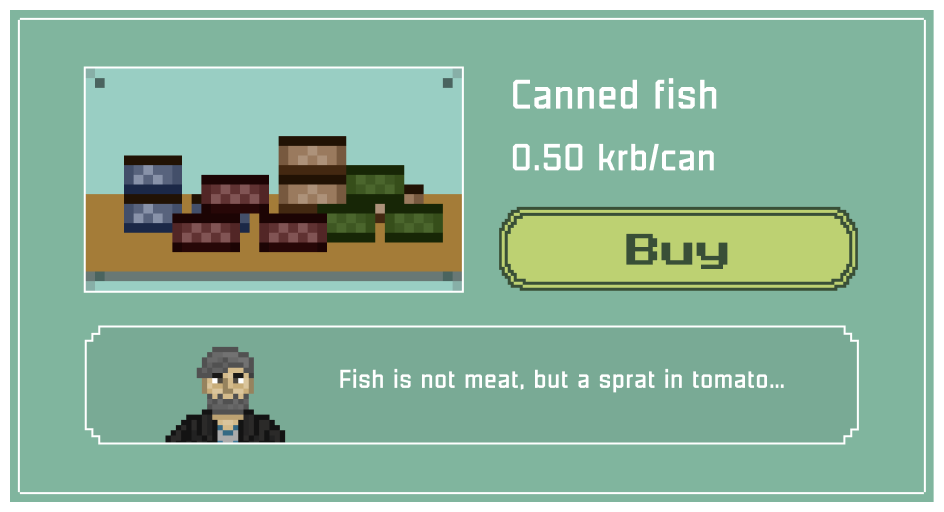 Canned fish
0.50 krb/can
Buy
Fish is not meat, but a sprat in tomato...